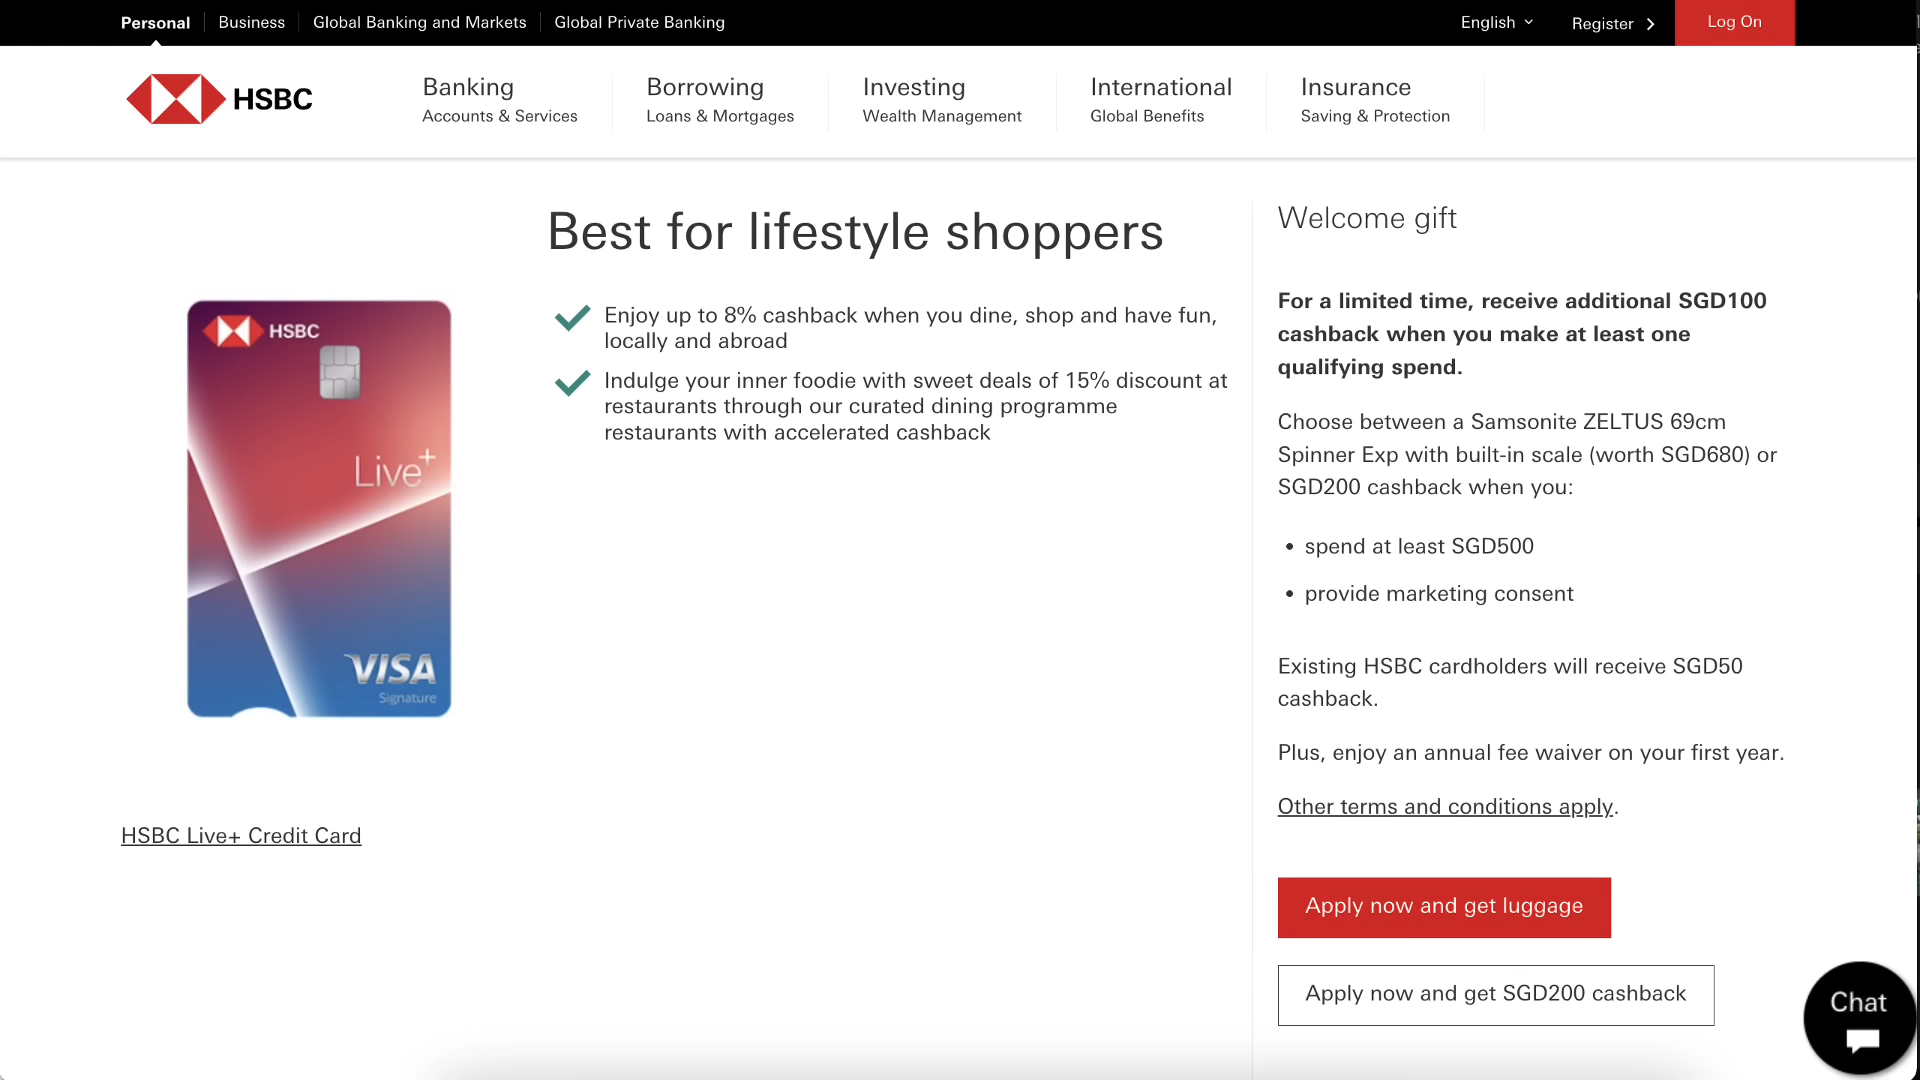 Personal
Business
Global Banking and Markets
Global Private Banking
English
Register
Log On
HSBC
Banking
Accounts & Services
Borrowing
Loans & Mortgages
Investing
Wealth Management
International
Global Benefits
Insurance
Saving & Protection
HSBC
Live+
VISA
Signature
HSBC Live+ Credit Card
Best for lifestyle shoppers
Enjoy up to 8% cashback when you dine, shop and have fun,
locally and abroad
Indulge your inner foodie with sweet deals of 15% discount at
restaurants through our curated dining programme
restaurants with accelerated cashback
Welcome gift
For a limited time, receive additional SGD100
cashback when you make at least one
qualifying spend.
Choose between a Samsonite ZELTUS 69cm
Spinner Exp with built-in scale (worth SGD680) or
SGD200 cashback when you:
• spend at least SGD500
• provide marketing consent
Existing HSBC cardholders will receive SGD50
cashback.
Plus, enjoy an annual fee waiver on your first year.
Other terms and conditions apply.
Apply now and get luggage
Apply now and get SGD200 cashback
Chat